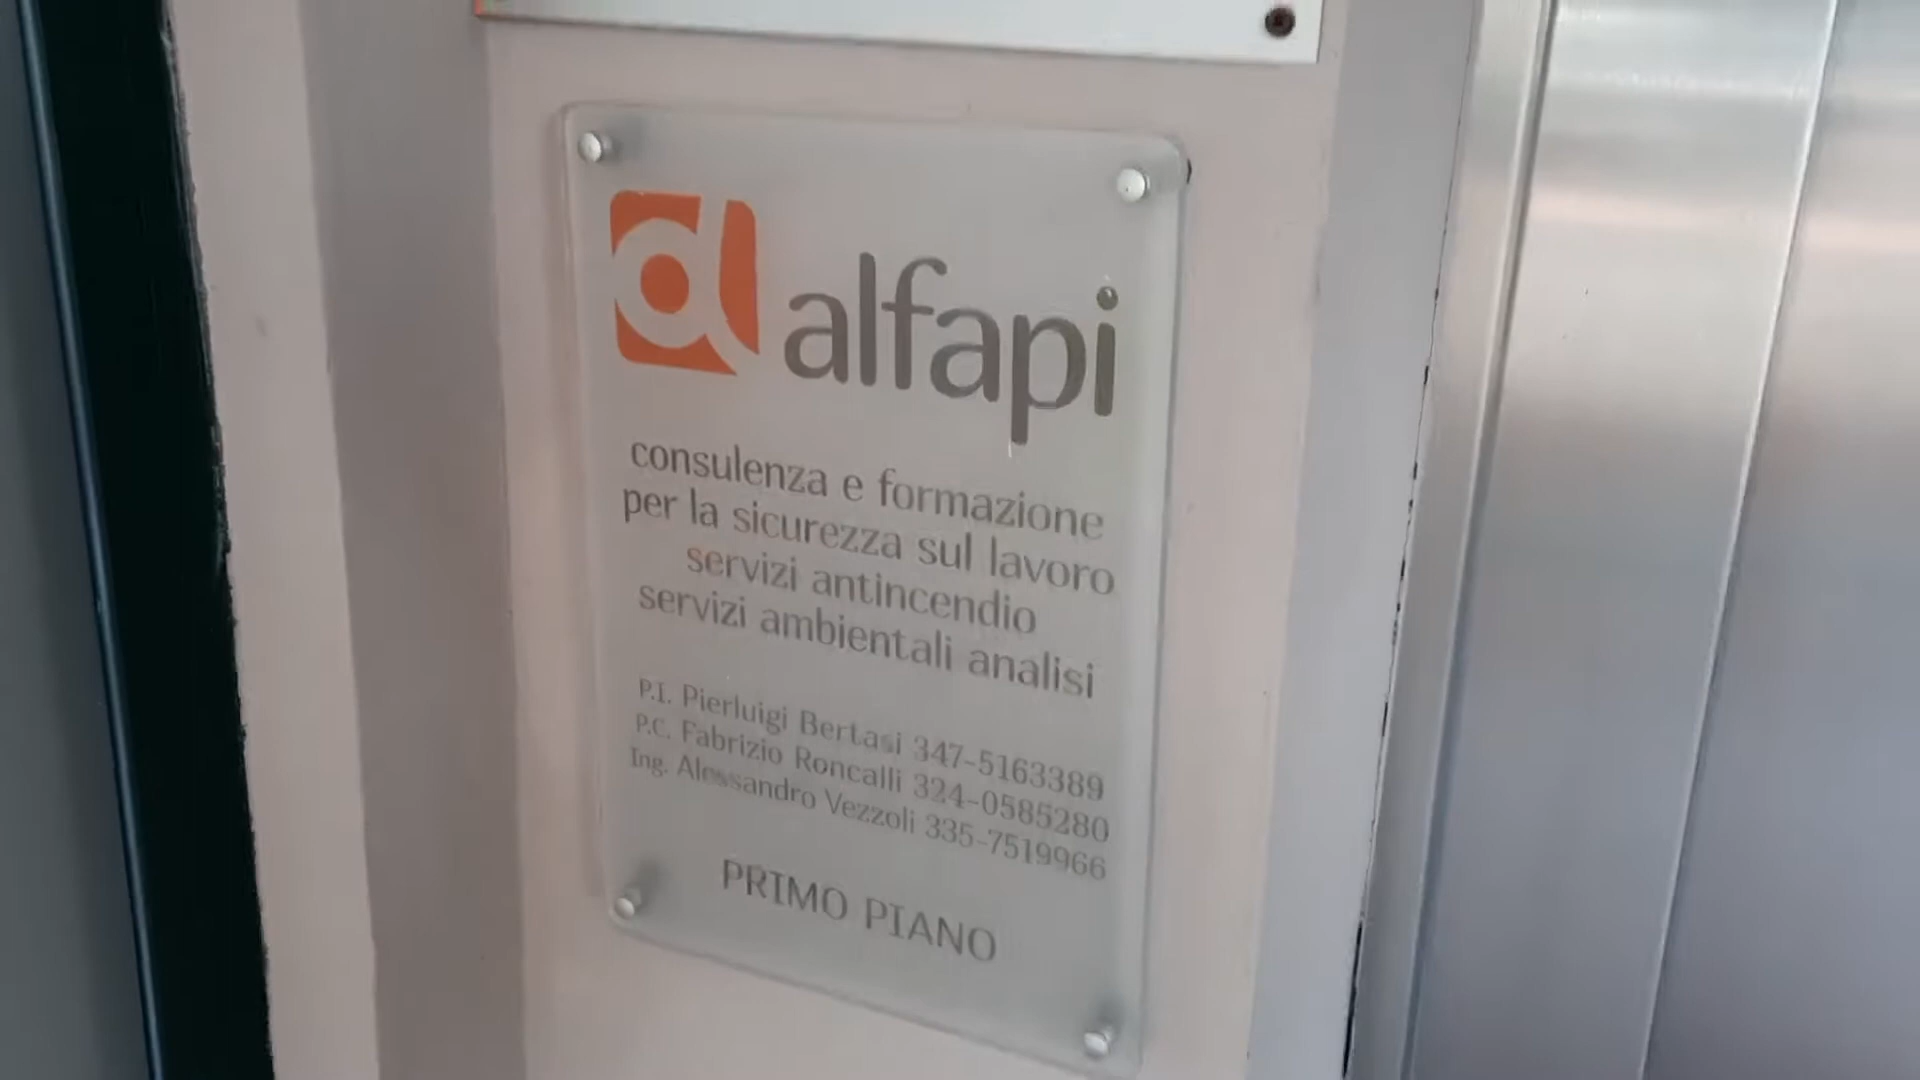 alfapi
consulenza e formazione
per la sicurezza sul lavoro
servizi antincendio
servizi ambientali analisi
P.I. Pierluigi Bertasi 347-5163389
P.C. Fabrizio Roncalli 324-0585280
Ing. Alessandro Vezzoli 335-7519966
PRIMO PIANO